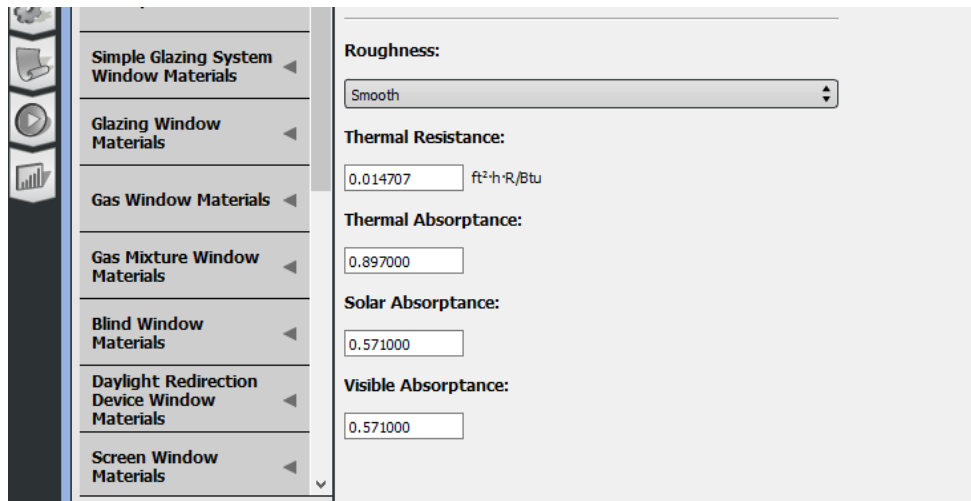 Simple Glazing System
Window Materials
Glazing Window
Materials
Gas Window Materials
Gas Mixture Window
Materials
Blind Window
Materials
Daylight Redirection
Device Window
Materials
Screen Window
Materials
Roughness:
Smooth
Thermal Resistance:
0.014707 ft²·h·R/Btu
Thermal Absorptance:
0.897000
Solar Absorptance:
0.571000
Visible Absorptance:
0.571000